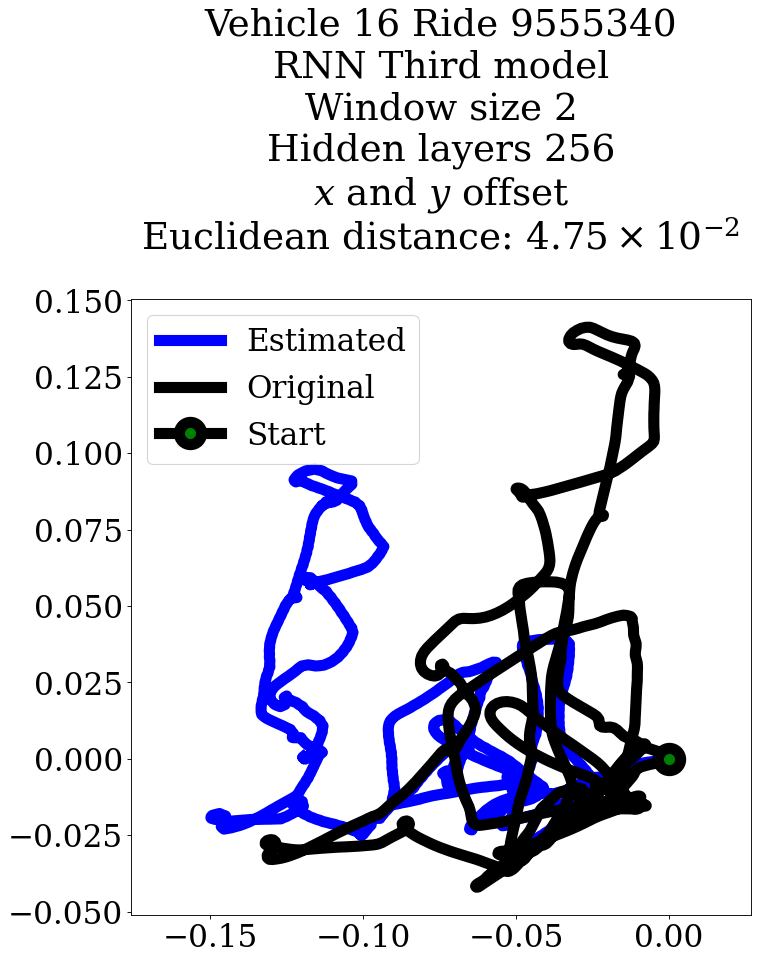 Vehicle 16 Ride 9555340
RNN Third model
Window size 2
Hidden layers 256
x and y offset
Euclidean distance: 4.75 × 10⁻²
Estimated
Original
Start
0.150
0.125
0.100
0.075
0.050
0.025
0.000
−0.025
−0.050
−0.15 −0.10 −0.05 0.00